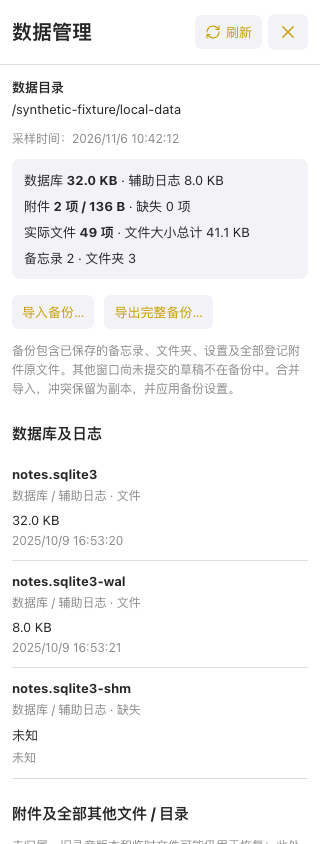 数据管理
刷新
数据目录
/synthetic-fixture/local-data
采样时间：2026/11/6 10:42:12
数据库 32.0 KB · 辅助日志 8.0 KB
附件 2 项 / 136 B · 缺失 0 项
实际文件 49 项 · 文件大小总计 41.1 KB
备忘录 2 · 文件夹 3
导入备份...
导出完整备份...
备份包含已保存的备忘录、文件夹、设置及全部登记附
件原文件。其他窗口尚未提交的草稿不在备份中。合并
导入，冲突保留为副本，并应用备份设置。
数据库及日志
notes.sqlite3
数据库 / 辅助日志 · 文件
32.0 KB
2025/10/9 16:53:20
notes.sqlite3-wal
数据库 / 辅助日志 · 文件
8.0 KB
2025/10/9 16:53:21
notes.sqlite3-shm
数据库 / 辅助日志 · 缺失
未知
未知
附件及全部其他文件 / 目录